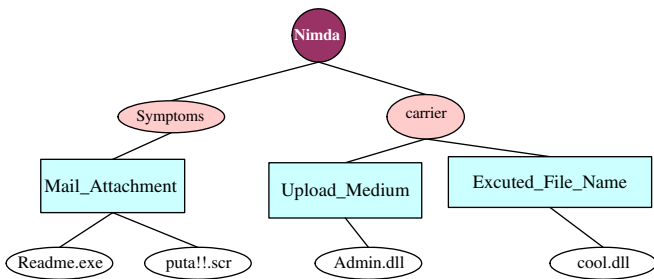 Nimda
Symptoms
carrier
Mail_Attachment
Upload_Medium
Excuted_File_Name
Readme.exe
puta!!.scr
Admin.dll
cool.dll